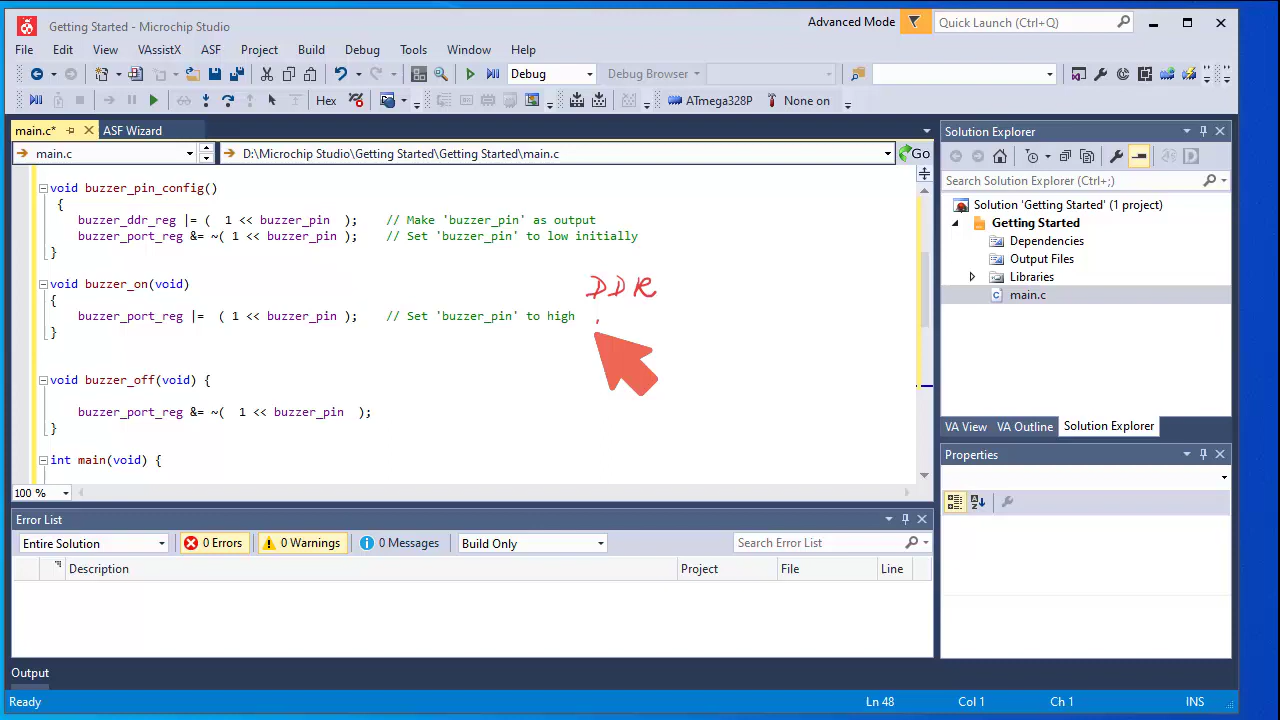 Getting Started - Microchip Studio
Advanced Mode
Quick Launch (Ctrl+Q)
File Edit View VAssistX ASF Project Build Debug Tools Window Help
Debug
Debug Browser
Hex
ATmega328P
None on
main.c*
ASF Wizard
main.c
D:\Microchip Studio\Getting Started\Getting Started\main.c
Go
void buzzer_pin_config()
{
buzzer_ddr_reg |= ( 1 << buzzer_pin ); // Make 'buzzer_pin' as output
buzzer_port_reg &= ~( 1 << buzzer_pin ); // Set 'buzzer_pin' to low initially
}
void buzzer_on(void)
{
DDR
buzzer_port_reg |= ( 1 << buzzer_pin ); // Set 'buzzer_pin' to high
}
void buzzer_off(void) {
buzzer_port_reg &= ~( 1 << buzzer_pin );
}
int main(void) {
100 %
Solution Explorer
Search Solution Explorer (Ctrl+;)
Solution 'Getting Started' (1 project)
Getting Started
Dependencies
Output Files
Libraries
main.c
VA View VA Outline Solution Explorer
Properties
Error List
Entire Solution
0 Errors
0 Warnings
0 Messages
Build Only
Search Error List
Description Project File Line
Output
Ready Ln 48 Col 1 Ch 1 INS